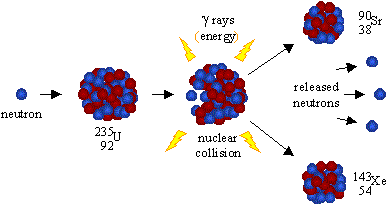 γ rays
(energy)
90
Sr
38
neutron
235
U
92
nuclear
collision
released
neutrons
143
Xe
54